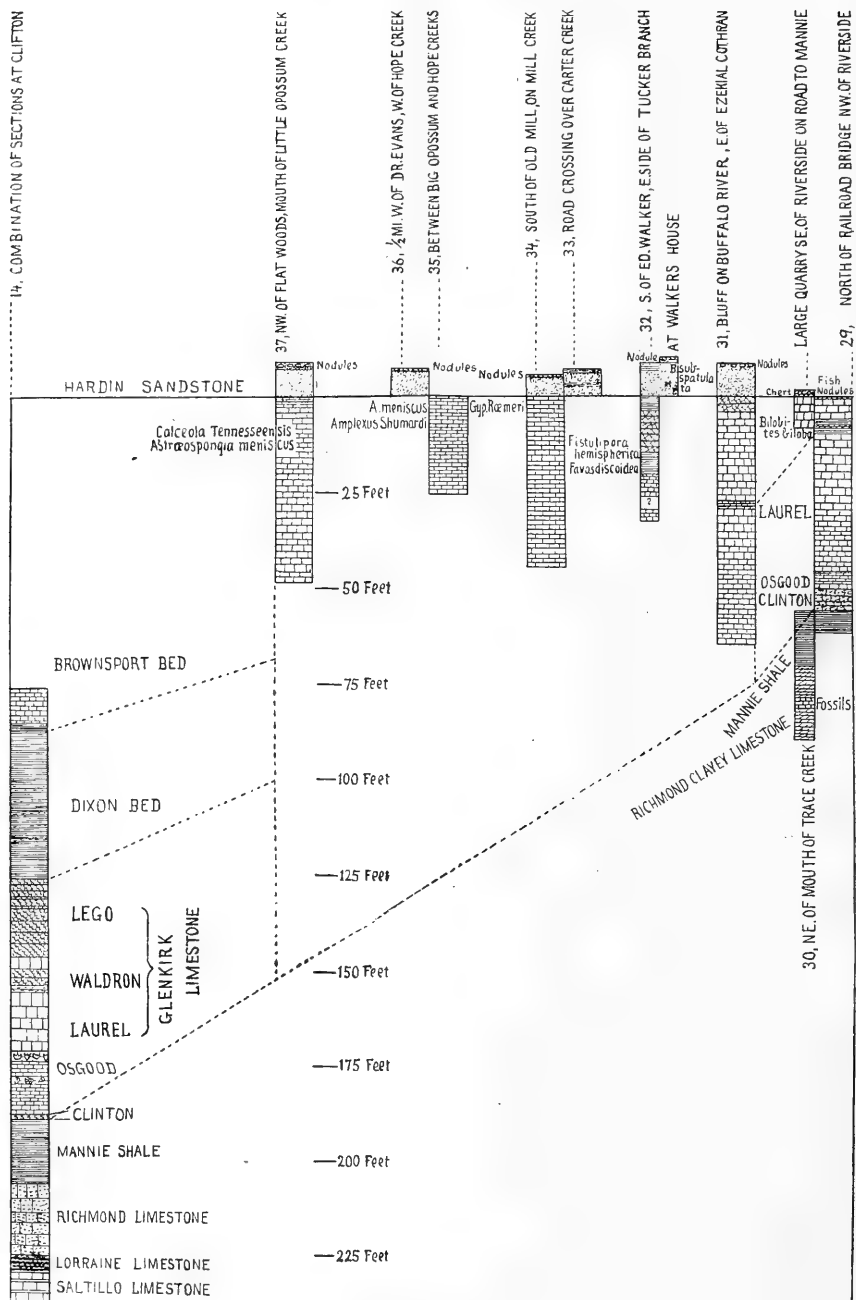 14, COMBINATION OF SECTIONS AT CLIFTON
37, NW. OF FLAT WOODS, MOUTH OF LITTLE OPOSSUM CREEK
36, ½ MI. W. OF DR. EVANS, W. OF HOPE CREEK
35, BETWEEN BIG OPOSSUM AND HOPE CREEKS
34, SOUTH OF OLD MILL, ON MILL CREEK
33, ROAD CROSSING OVER CARTER CREEK
32, S. OF ED. WALKER, E. SIDE OF TUCKER BRANCH
AT WALKERS HOUSE
31, BLUFF ON BUFFALO RIVER, E. OF EZEKIAL COTHRAN
LARGE QUARRY SE. OF RIVERSIDE ON ROAD TO MANNIE
29, NORTH OF RAILROAD BRIDGE NW. OF RIVERSIDE
Nodules
Nodules
Nodules
Nodule
B. sub-
spatula
ta
Nodules
Chert
Fish
Nodules
HARDIN SANDSTONE
Calceola Tennesseensis
Astræospongia meniscus
A. meniscus
Amplexus Shumardi
Gyp. Rœmeri
Fistulipora
hemispherica
Favas discoidea
?
Bilobi-
tes biloba
25 Feet
LAUREL
OSGOOD
CLINTON
50 Feet
BROWNSPORT BED
75 Feet
MANNIE SHALE
Fossils
RICHMOND CLAYEY LIMESTONE
100 Feet
DIXON BED
125 Feet
30, NE. OF MOUTH OF TRACE CREEK
LEGO
WALDRON
LAUREL
GLENKIRK
LIMESTONE
150 Feet
OSGOOD
175 Feet
CLINTON
MANNIE SHALE
200 Feet
RICHMOND LIMESTONE
225 Feet
LORRAINE LIMESTONE
SALTILLO LIMESTONE